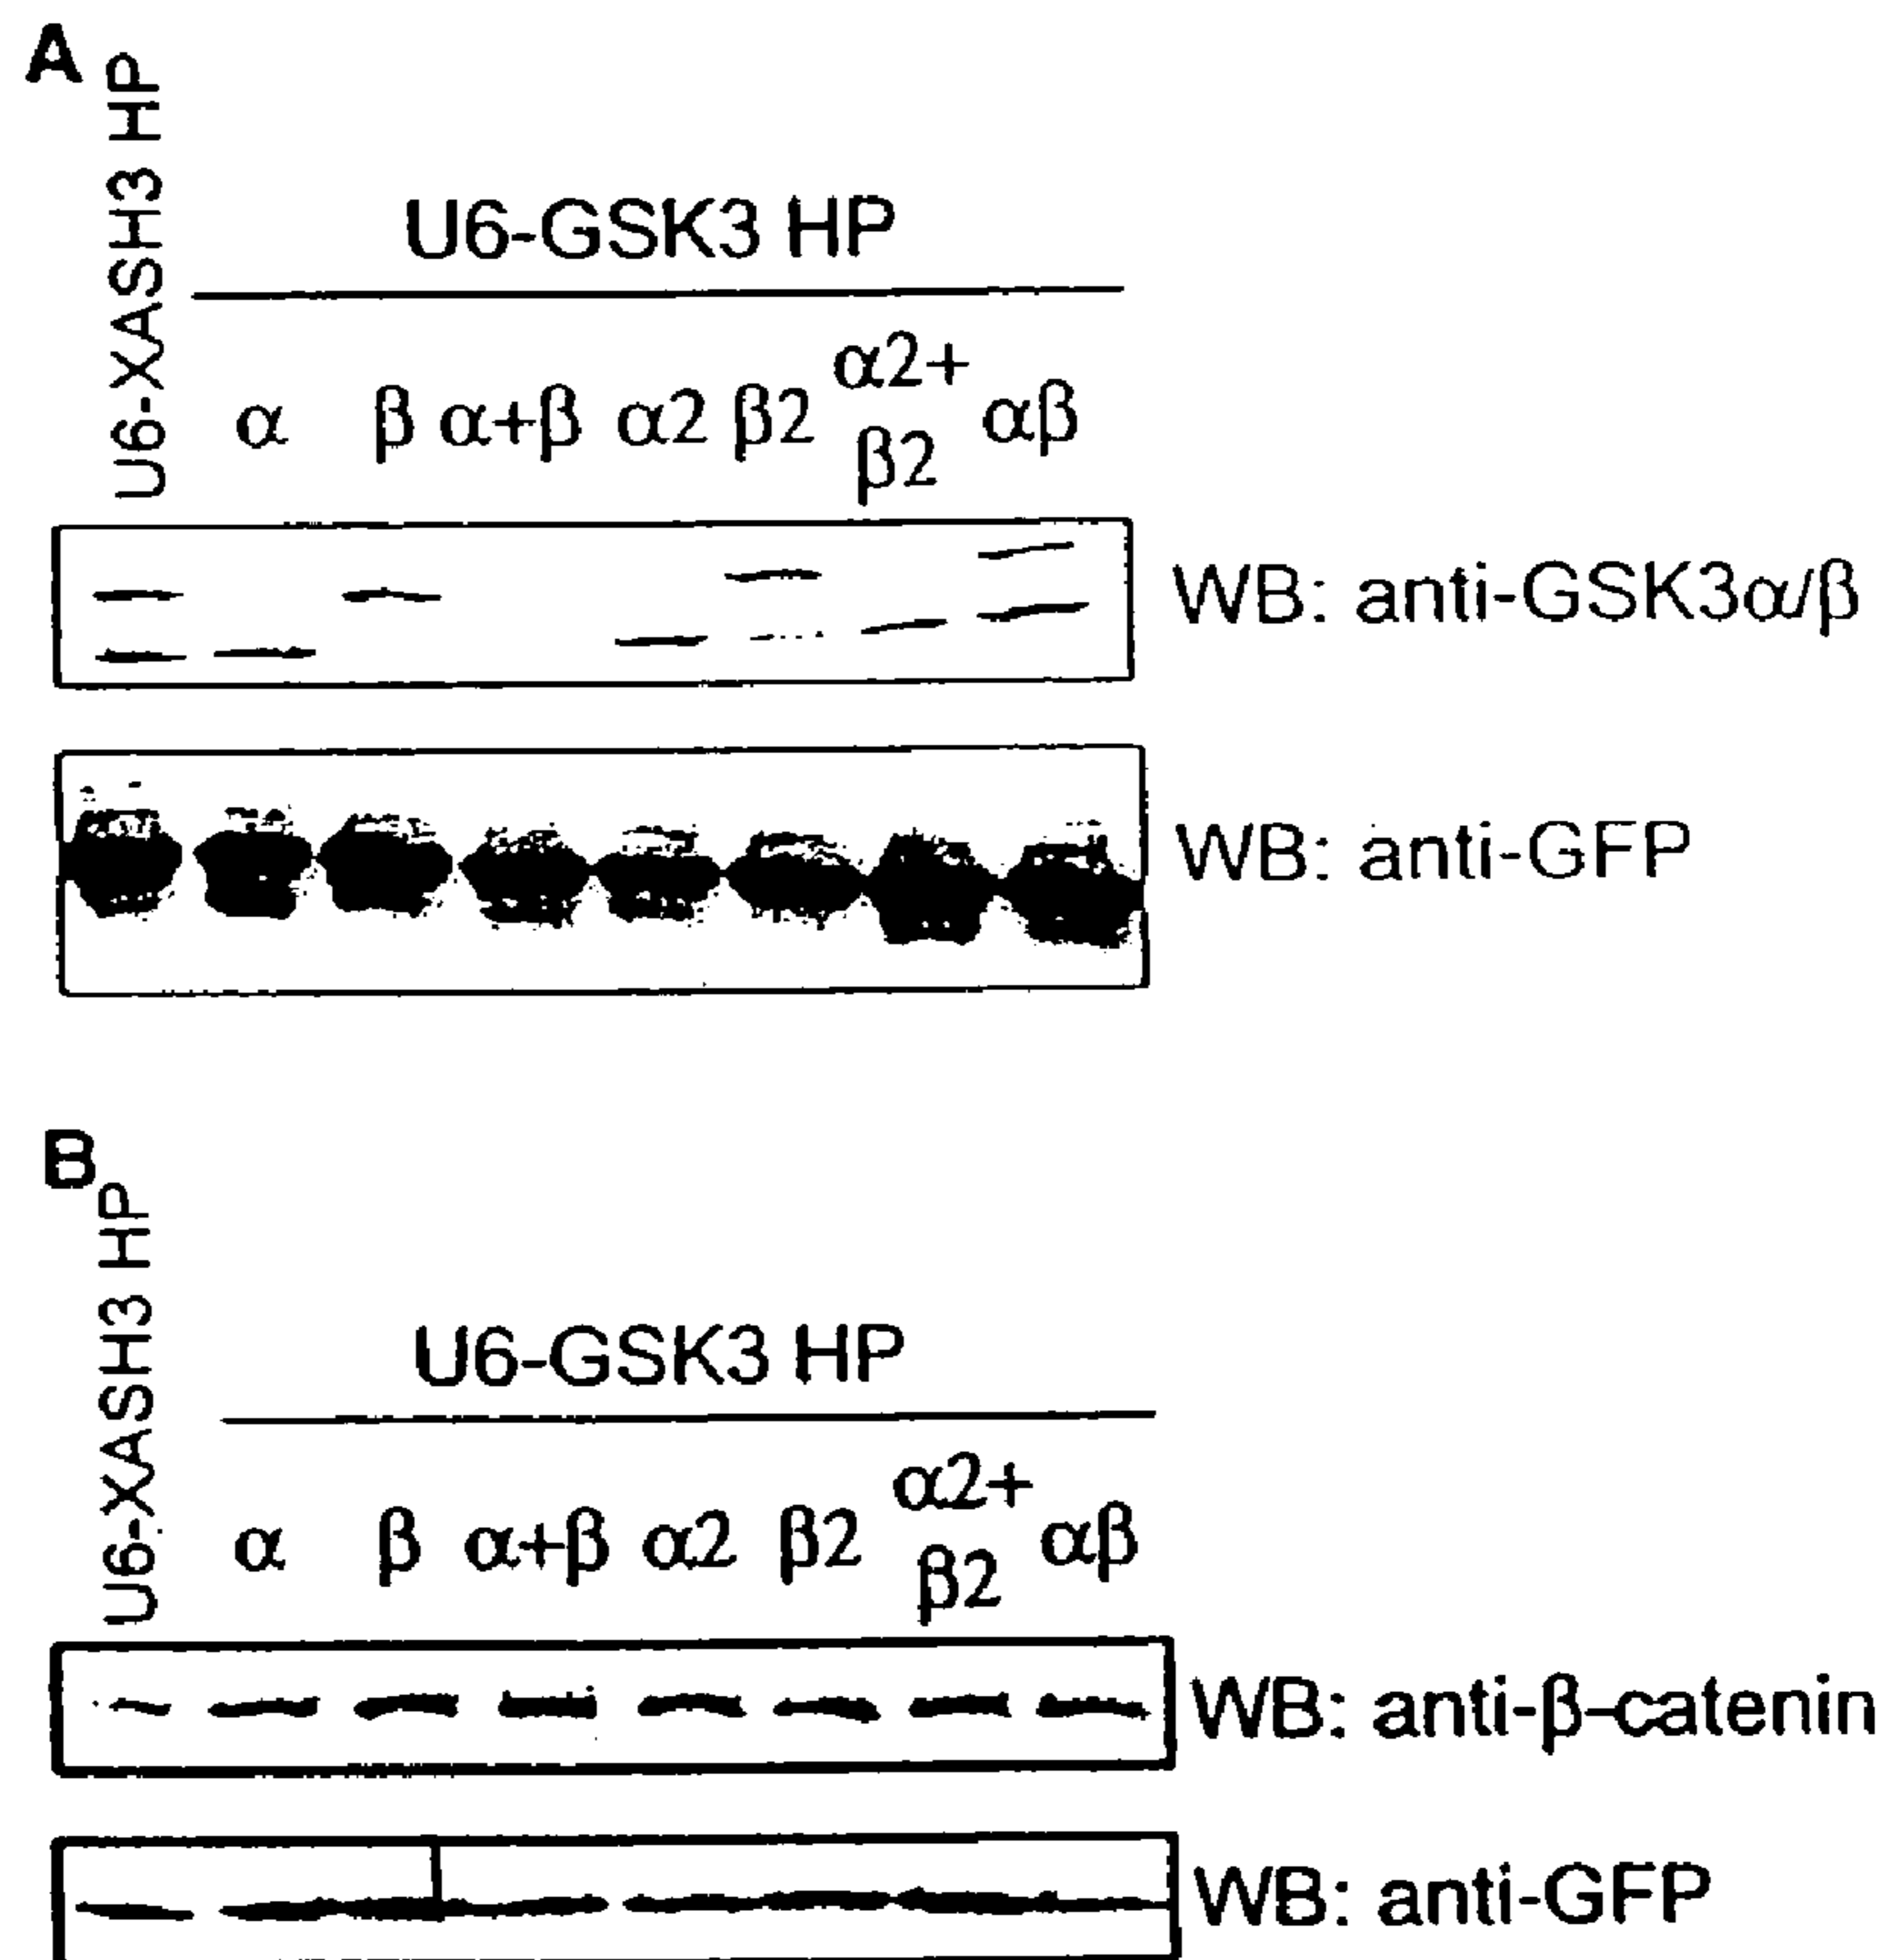 A
U6-XASH3 HP
U6-GSK3 HP
α β α+β α2 β2 α2+β2 αβ
WB: anti-GSK3α/β
WB: anti-GFP
B
U6-XASH3 HP
U6-GSK3 HP
α β α+β α2 β2 α2+β2 αβ
WB: anti-β-catenin
WB: anti-GFP